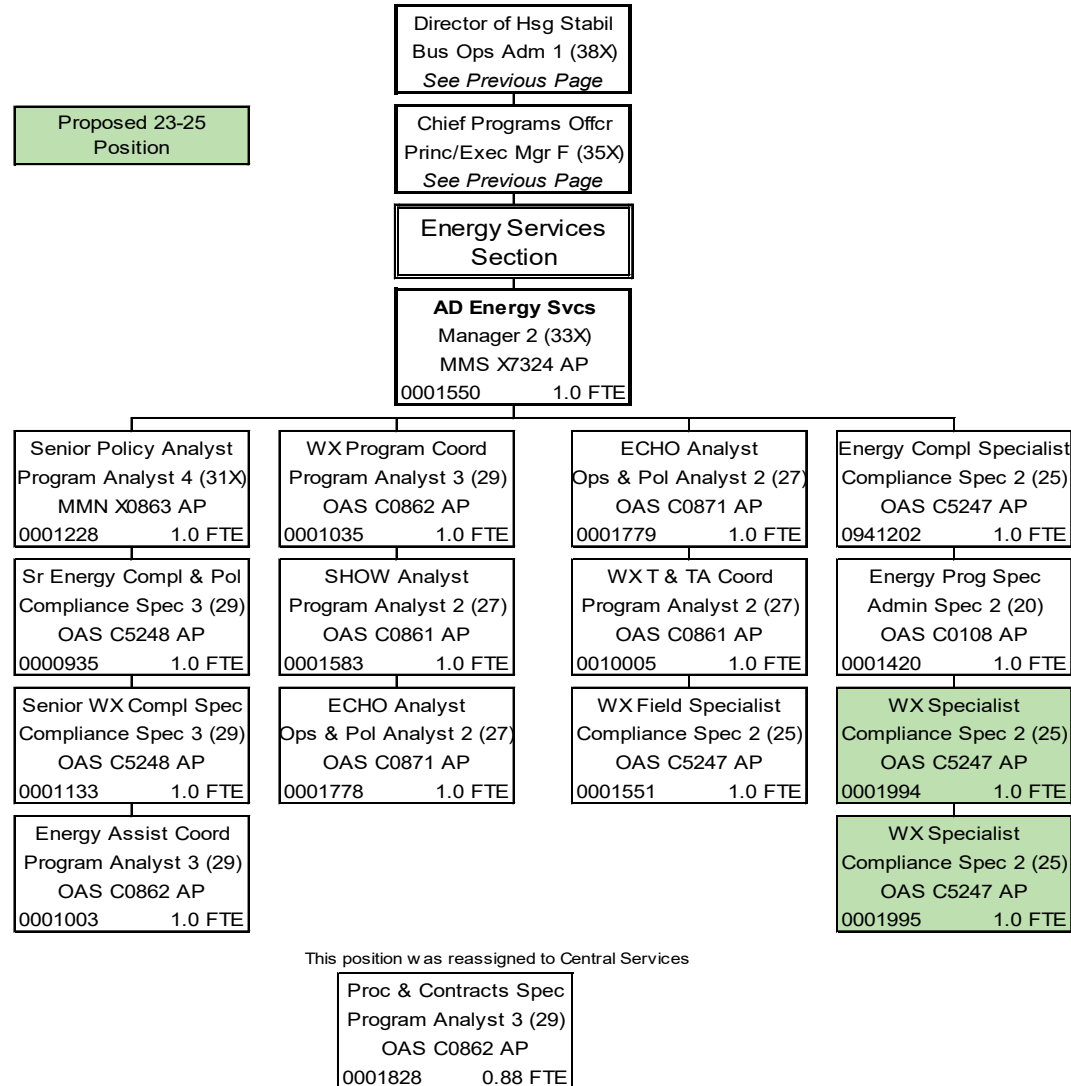 Director of Hsg Stabil
Bus Ops Adm 1 (38X)
See Previous Page
Proposed 23-25
Position
Chief Programs Offcr
Princ/Exec Mgr F (35X)
See Previous Page
Energy Services
Section
AD Energy Svcs
Manager 2 (33X)
MMS X7324 AP
0001550 1.0 FTE
Senior Policy Analyst
Program Analyst 4 (31X)
MMN X0863 AP
0001228 1.0 FTE
Sr Energy Compl & Pol
Compliance Spec 3 (29)
OAS C5248 AP
0000935 1.0 FTE
Senior WX Compl Spec
Compliance Spec 3 (29)
OAS C5248 AP
0001133 1.0 FTE
Energy Assist Coord
Program Analyst 3 (29)
OAS C0862 AP
0001003 1.0 FTE
WX Program Coord
Program Analyst 3 (29)
OAS C0862 AP
0001035 1.0 FTE
SHOW Analyst
Program Analyst 2 (27)
OAS C0861 AP
0001583 1.0 FTE
ECHO Analyst
Ops & Pol Analyst 2 (27)
OAS C0871 AP
0001778 1.0 FTE
ECHO Analyst
Ops & Pol Analyst 2 (27)
OAS C0871 AP
0001779 1.0 FTE
WX T & TA Coord
Program Analyst 2 (27)
OAS C0861 AP
0010005 1.0 FTE
WX Field Specialist
Compliance Spec 2 (25)
OAS C5247 AP
0001551 1.0 FTE
Energy Compl Specialist
Compliance Spec 2 (25)
OAS C5247 AP
0941202 1.0 FTE
Energy Prog Spec
Admin Spec 2 (20)
OAS C0108 AP
0001420 1.0 FTE
WX Specialist
Compliance Spec 2 (25)
OAS C5247 AP
0001994 1.0 FTE
WX Specialist
Compliance Spec 2 (25)
OAS C5247 AP
0001995 1.0 FTE
This position was reassigned to Central Services
Proc & Contracts Spec
Program Analyst 3 (29)
OAS C0862 AP
0001828 0.88 FTE